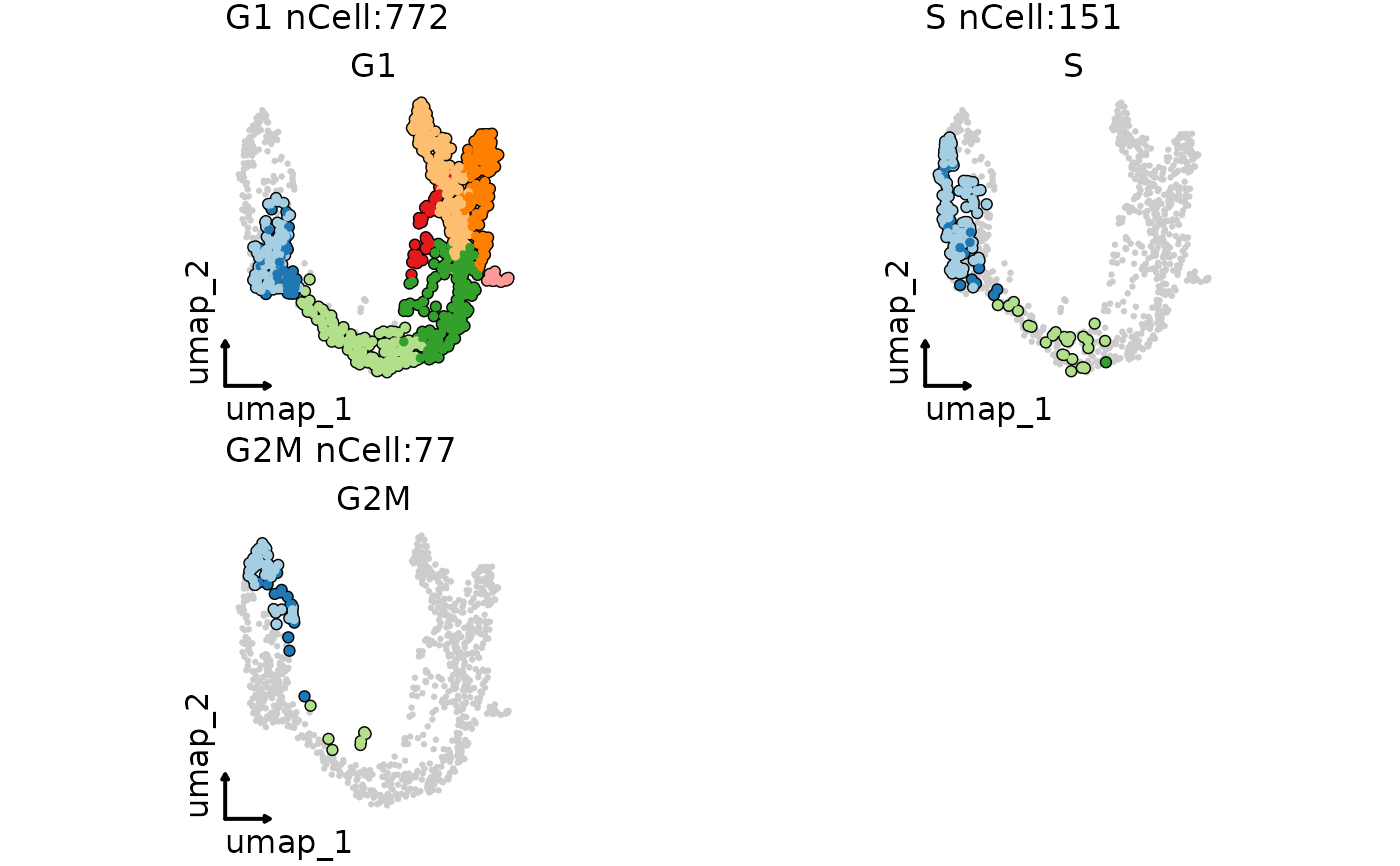 G1 nCell:772
G1
umap_2
umap_1
S nCell:151
S
umap_2
umap_1
G2M nCell:77
G2M
umap_2
umap_1